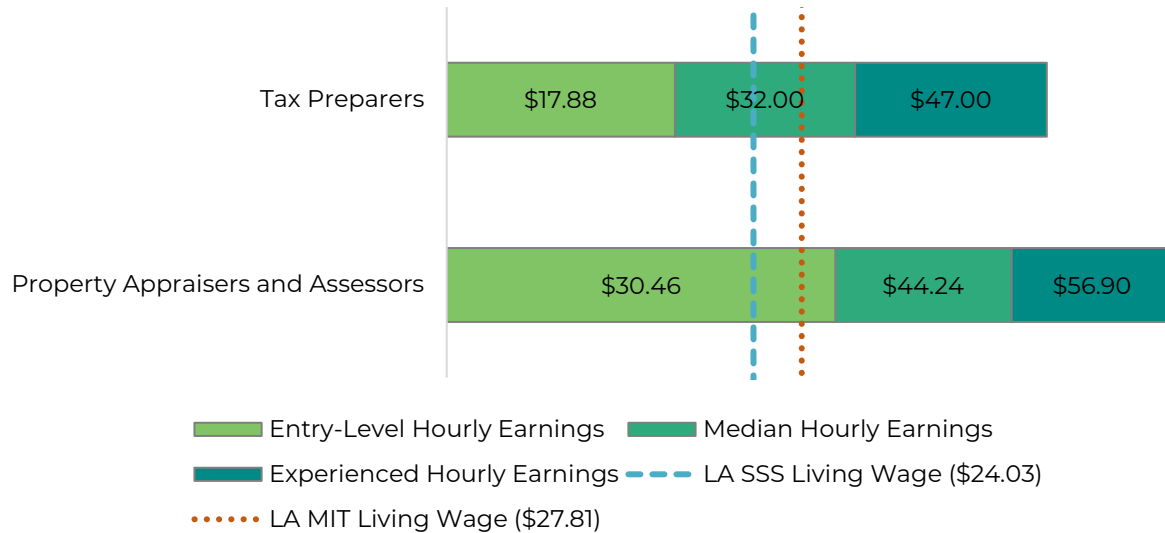 Tax Preparers $17.88 $32.00 $47.00
Property Appraisers and Assessors $30.46 $44.24 $56.90
Entry-Level Hourly Earnings Median Hourly Earnings
Experienced Hourly Earnings LA SSS Living Wage ($24.03)
LA MIT Living Wage ($27.81)